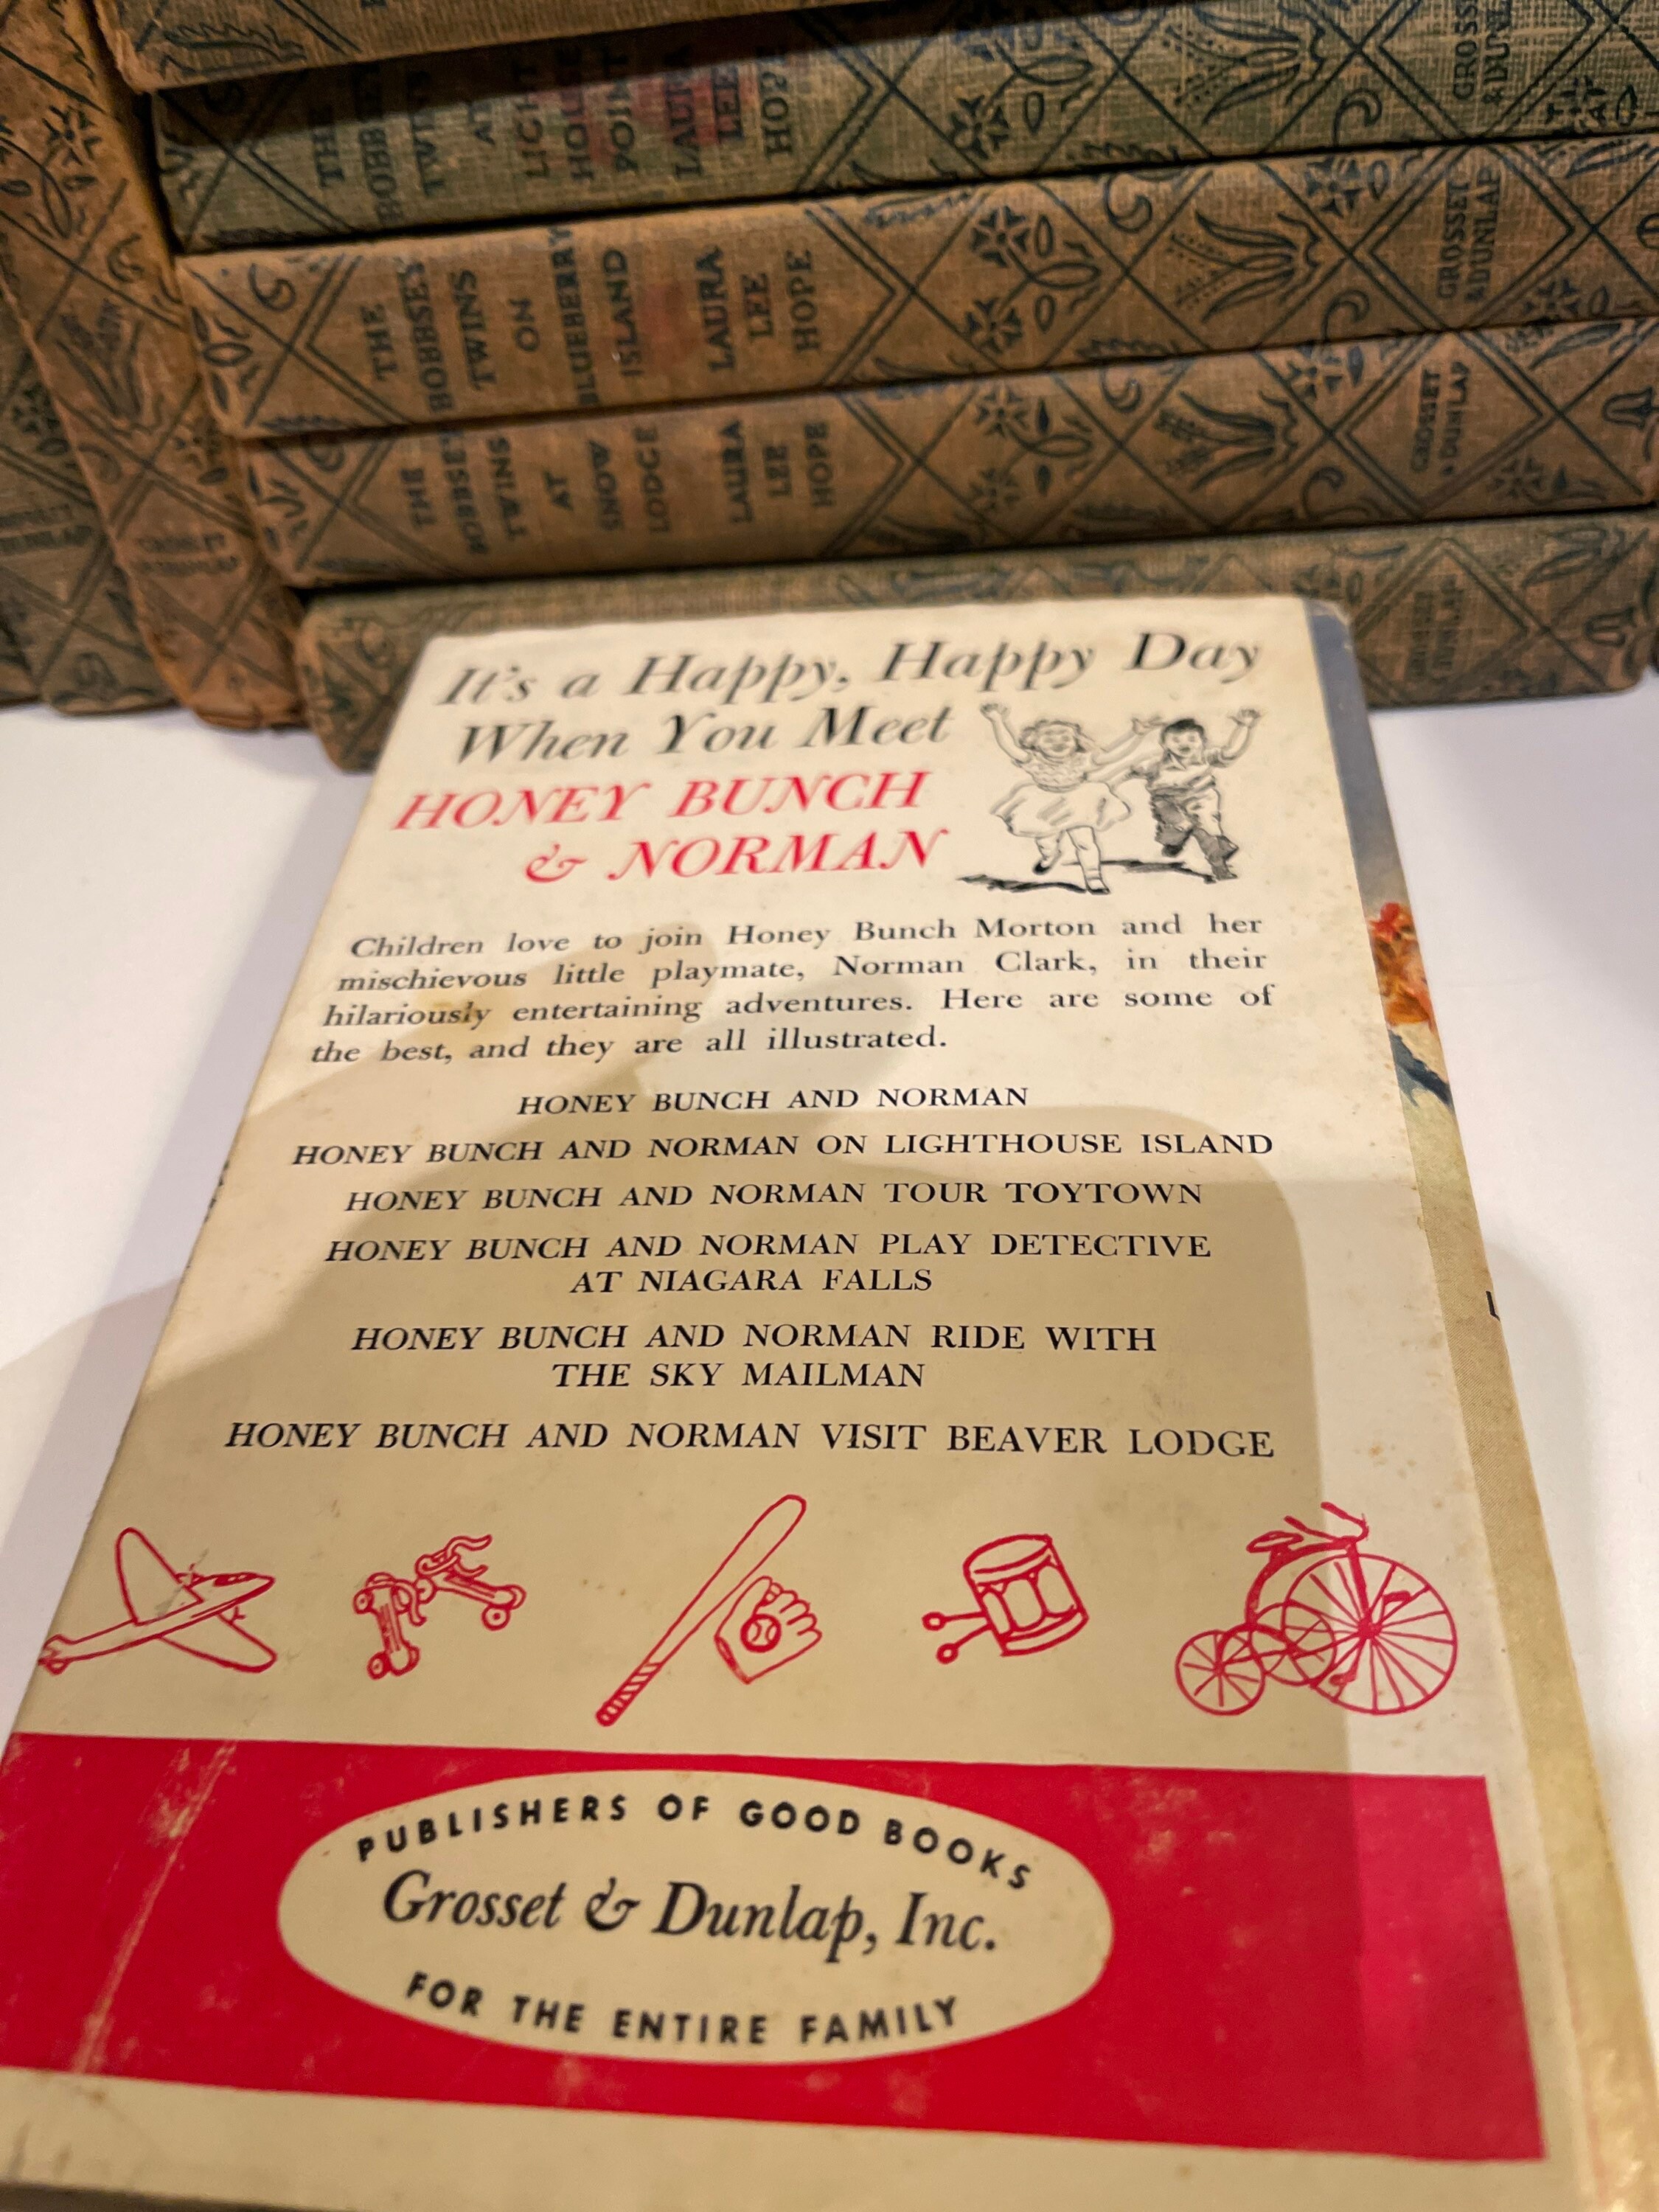 THE
BOBBSEY
TWINS
AT
LIGHT
HOUSE
POINT
LAURA
LEE
HOPE
GROSSET
& DUNLAP
THE
BOBBSEY
TWINS
ON
BLUEBERRY
ISLAND
LAURA
LEE
HOPE
GROSSET
& DUNLAP
THE
BOBBSEY
TWINS
AT
SNOW
LODGE
LAURA
LEE
HOPE
GROSSET
& DUNLAP
It's a Happy, Happy Day
When You Meet
HONEY BUNCH
& NORMAN
Children love to join Honey Bunch Morton and her
mischievous little playmate, Norman Clark, in their
hilariously entertaining adventures. Here are some of
the best, and they are all illustrated.
HONEY BUNCH AND NORMAN
HONEY BUNCH AND NORMAN ON LIGHTHOUSE ISLAND
HONEY BUNCH AND NORMAN TOUR TOYTOWN
HONEY BUNCH AND NORMAN PLAY DETECTIVE
AT NIAGARA FALLS
HONEY BUNCH AND NORMAN RIDE WITH
THE SKY MAILMAN
HONEY BUNCH AND NORMAN VISIT BEAVER LODGE
PUBLISHERS OF GOOD BOOKS
Grosset & Dunlap, Inc.
FOR THE ENTIRE FAMILY